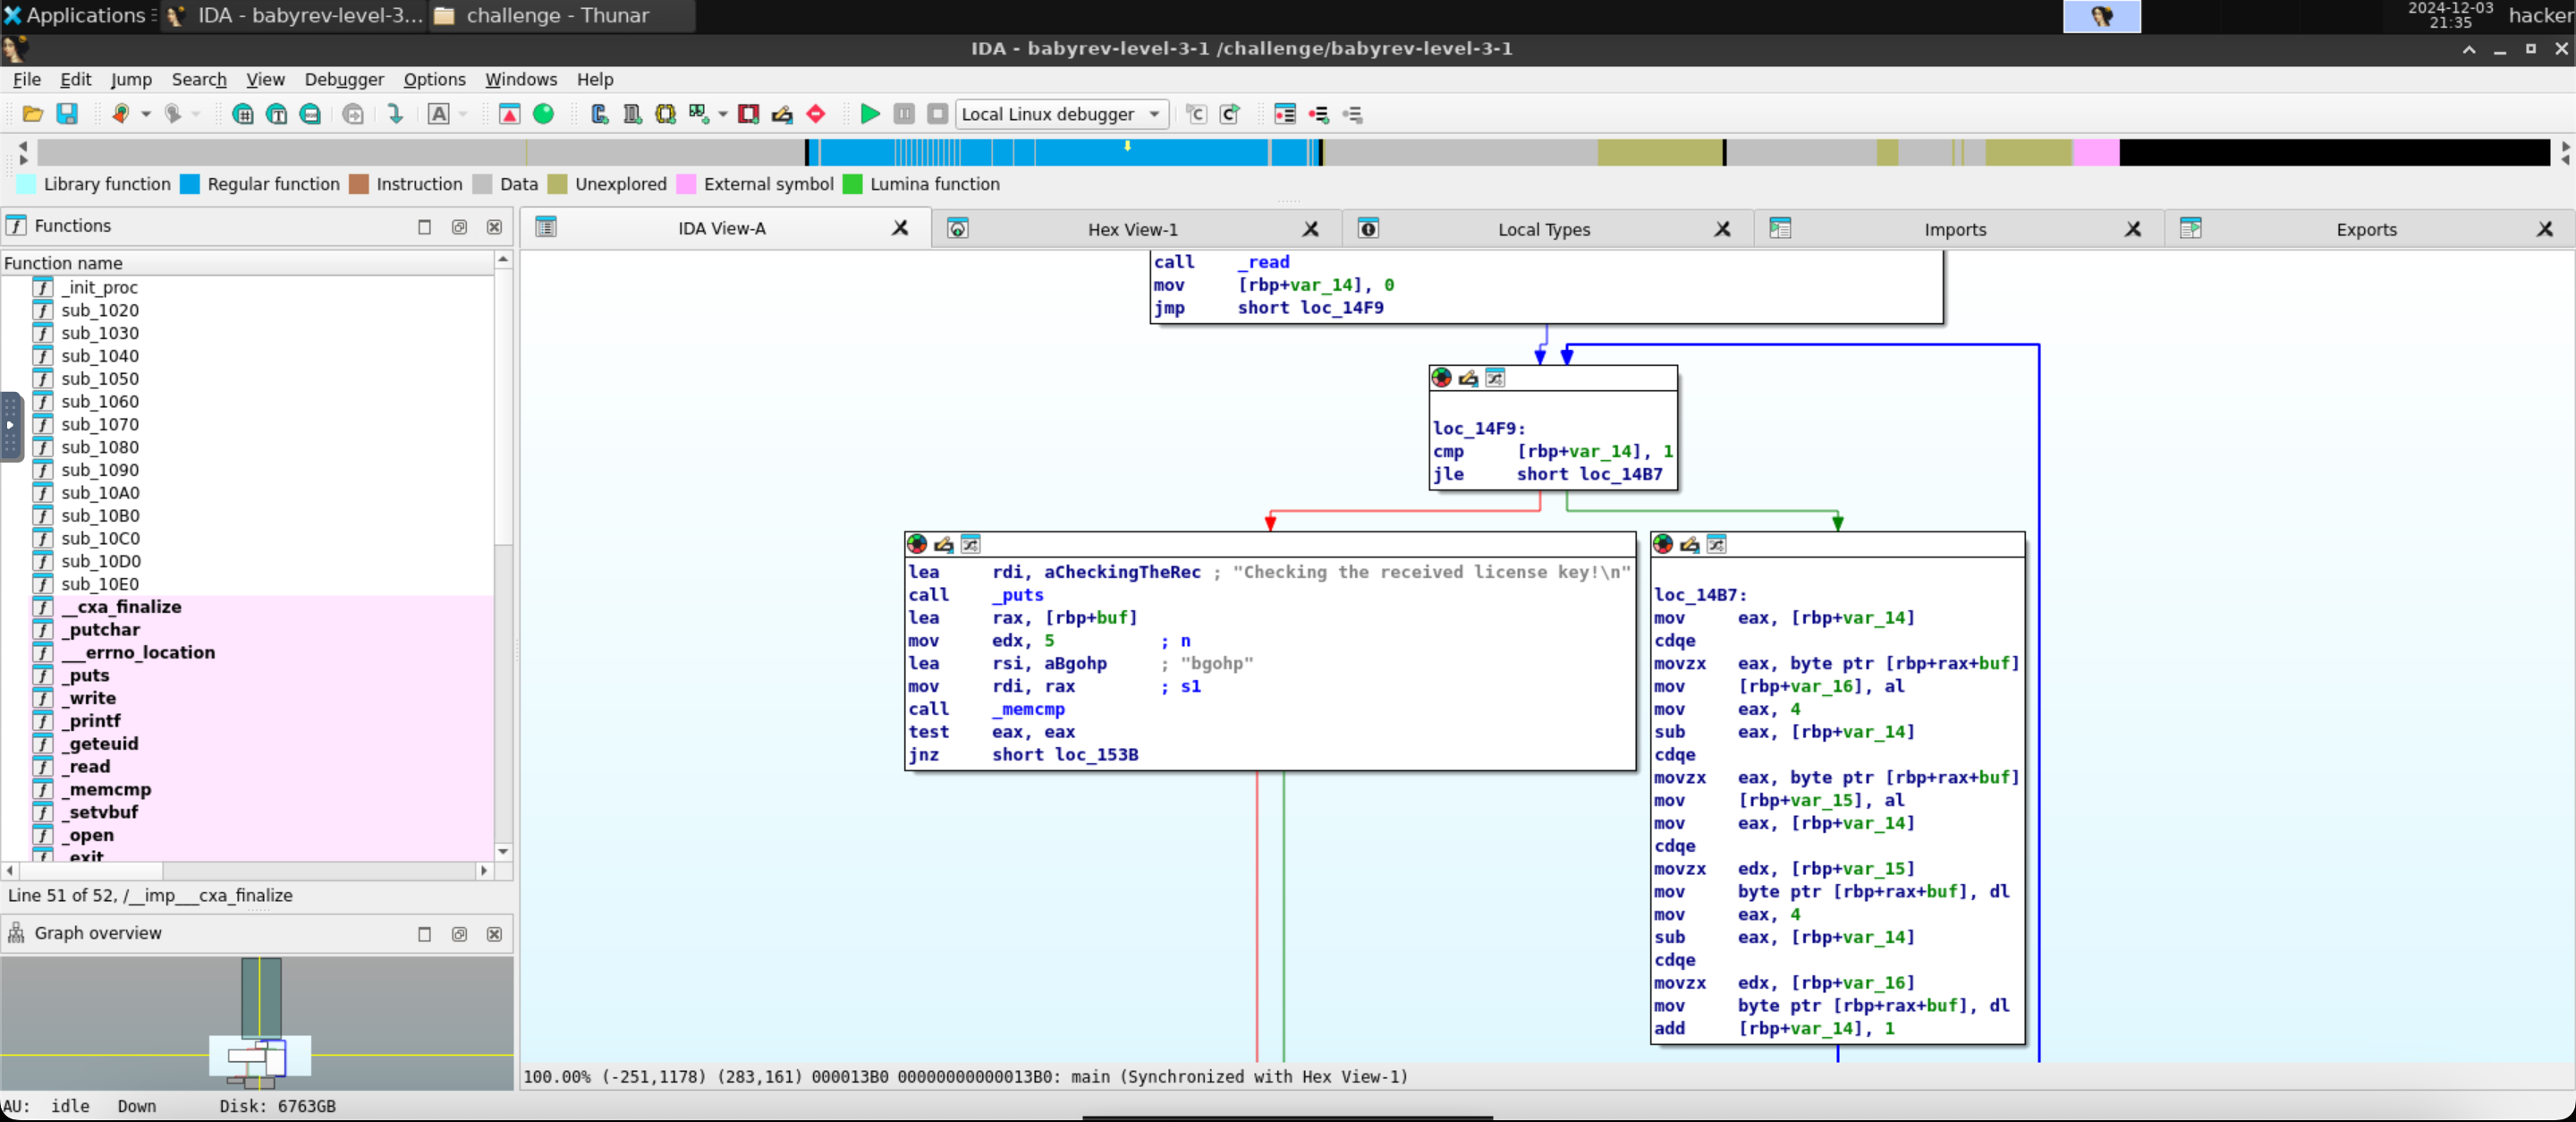 Applications
IDA - babyrev-level-3...
challenge - Thunar
2024-12-03
21:35
hacker
IDA - babyrev-level-3-1 /challenge/babyrev-level-3-1
File Edit Jump Search View Debugger Options Windows Help
Local Linux debugger
Library function Regular function Instruction Data Unexplored External symbol Lumina function
Functions
IDA View-A
Hex View-1
Local Types
Imports
Exports
Function name
_init_proc
sub_1020
sub_1030
sub_1040
sub_1050
sub_1060
sub_1070
sub_1080
sub_1090
sub_10A0
sub_10B0
sub_10C0
sub_10D0
sub_10E0
__cxa_finalize
_putchar
___errno_location
_puts
_write
_printf
_geteuid
_read
_memcmp
_setvbuf
_open
_exit
Line 51 of 52, /__imp___cxa_finalize
Graph overview
call _read
mov [rbp+var_14], 0
jmp short loc_14F9
loc_14F9:
cmp [rbp+var_14], 1
jle short loc_14B7
lea rdi, aCheckingTheRec ; "Checking the received license key!\n"
call _puts
lea rax, [rbp+buf]
mov edx, 5 ; n
lea rsi, aBgohp ; "bgohp"
mov rdi, rax ; s1
call _memcmp
test eax, eax
jnz short loc_153B
loc_14B7:
mov eax, [rbp+var_14]
cdqe
movzx eax, byte ptr [rbp+rax+buf]
mov [rbp+var_16], al
mov eax, 4
sub eax, [rbp+var_14]
cdqe
movzx eax, byte ptr [rbp+rax+buf]
mov [rbp+var_15], al
mov eax, [rbp+var_14]
cdqe
movzx edx, [rbp+var_15]
mov byte ptr [rbp+rax+buf], dl
mov eax, 4
sub eax, [rbp+var_14]
cdqe
movzx edx, [rbp+var_16]
mov byte ptr [rbp+rax+buf], dl
add [rbp+var_14], 1
100.00% (-251,1178) (283,161) 000013B0 00000000000013B0: main (Synchronized with Hex View-1)
AU: idle Down Disk: 6763GB